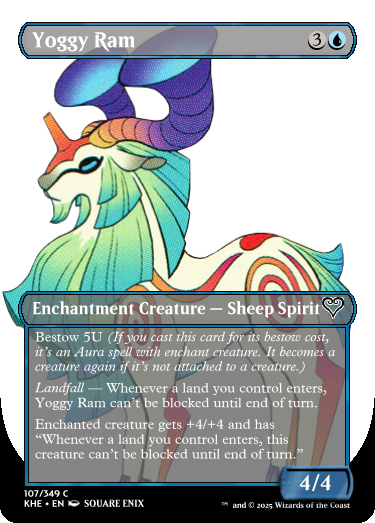 Yoggy Ram 3
Enchantment Creature — Sheep Spirit
Bestow 5U (If you cast this card for its bestow cost,
it's an Aura spell with enchant creature. It becomes a
creature again if it's not attached to a creature.)
Landfall — Whenever a land you control enters,
Yoggy Ram can't be blocked until end of turn.
Enchanted creature gets +4/+4 and has
“Whenever a land you control enters, this
creature can't be blocked until end of turn.”
4/4
107/349 C
KHE • EN SQUARE ENIX ™ and © 2025 Wizards of the Coast